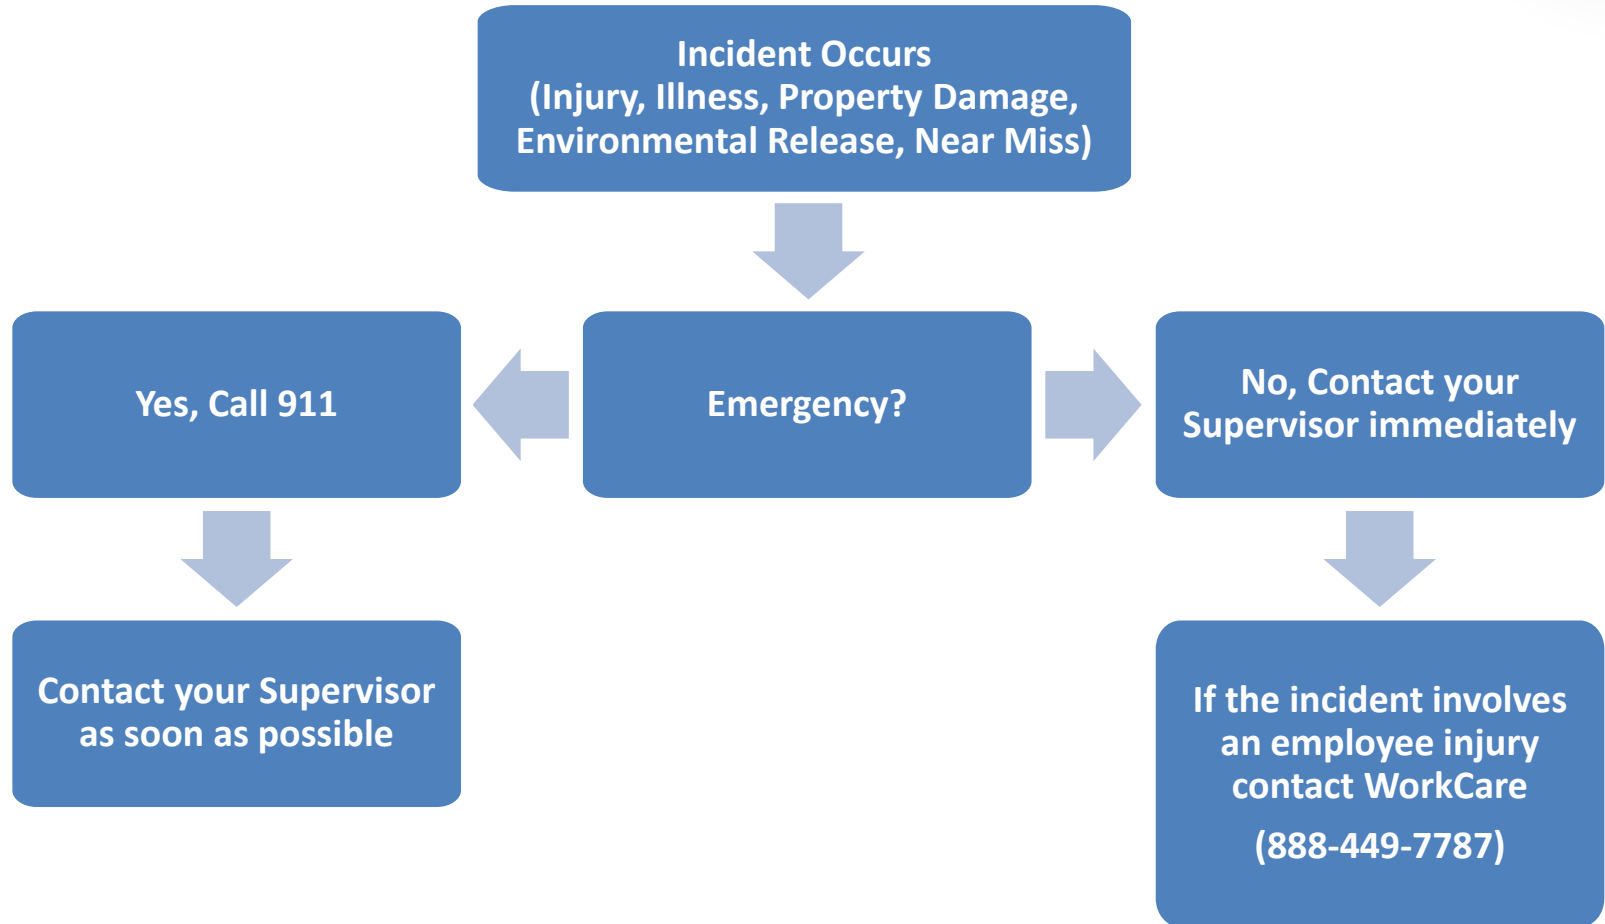 Incident Occurs
(Injury, Illness, Property Damage,
Environmental Release, Near Miss)
Yes, Call 911
Emergency?
No, Contact your
Supervisor immediately
Contact your Supervisor
as soon as possible
If the incident involves
an employee injury
contact WorkCare
(888-449-7787)